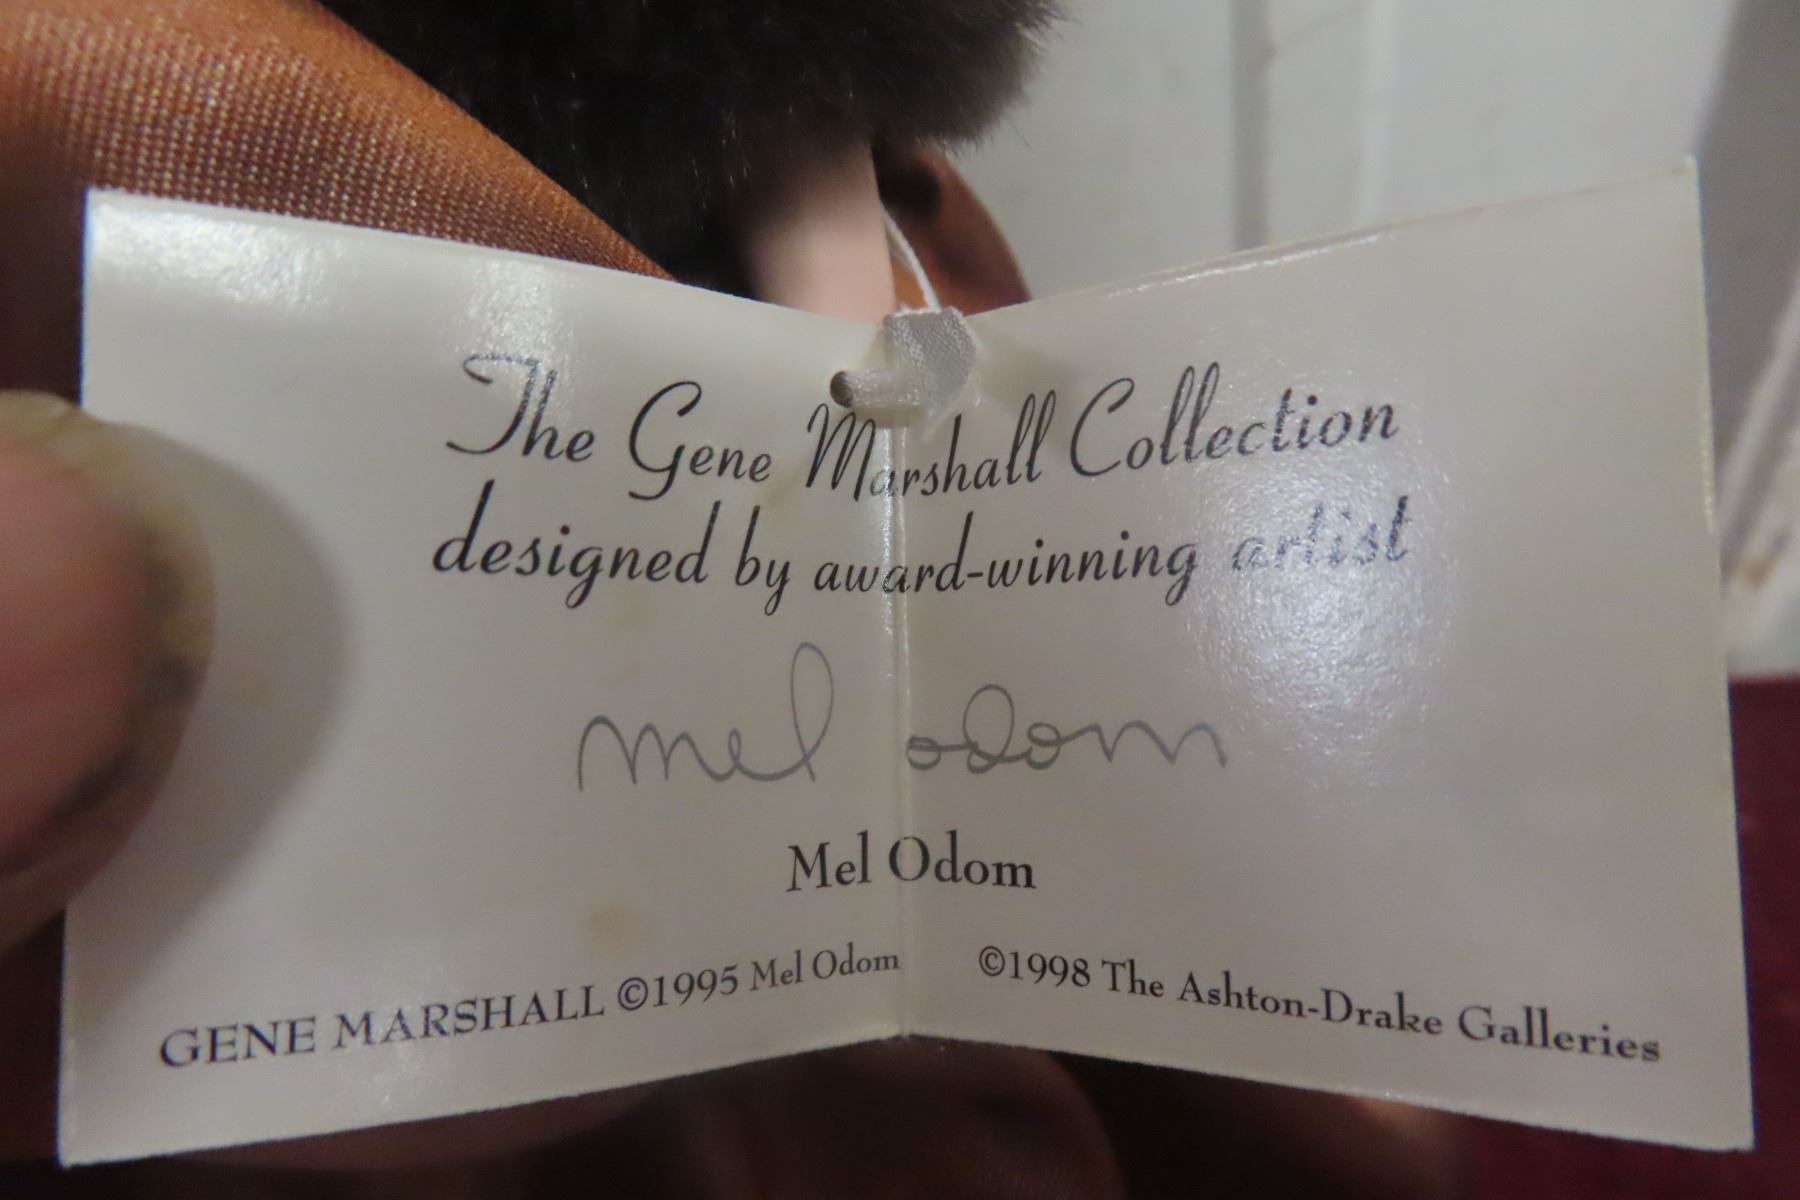 The Gene Marshall Collection
designed by award-winning artist
mel odom
Mel Odom
GENE MARSHALL ©1995 Mel Odom ©1998 The Ashton-Drake Galleries